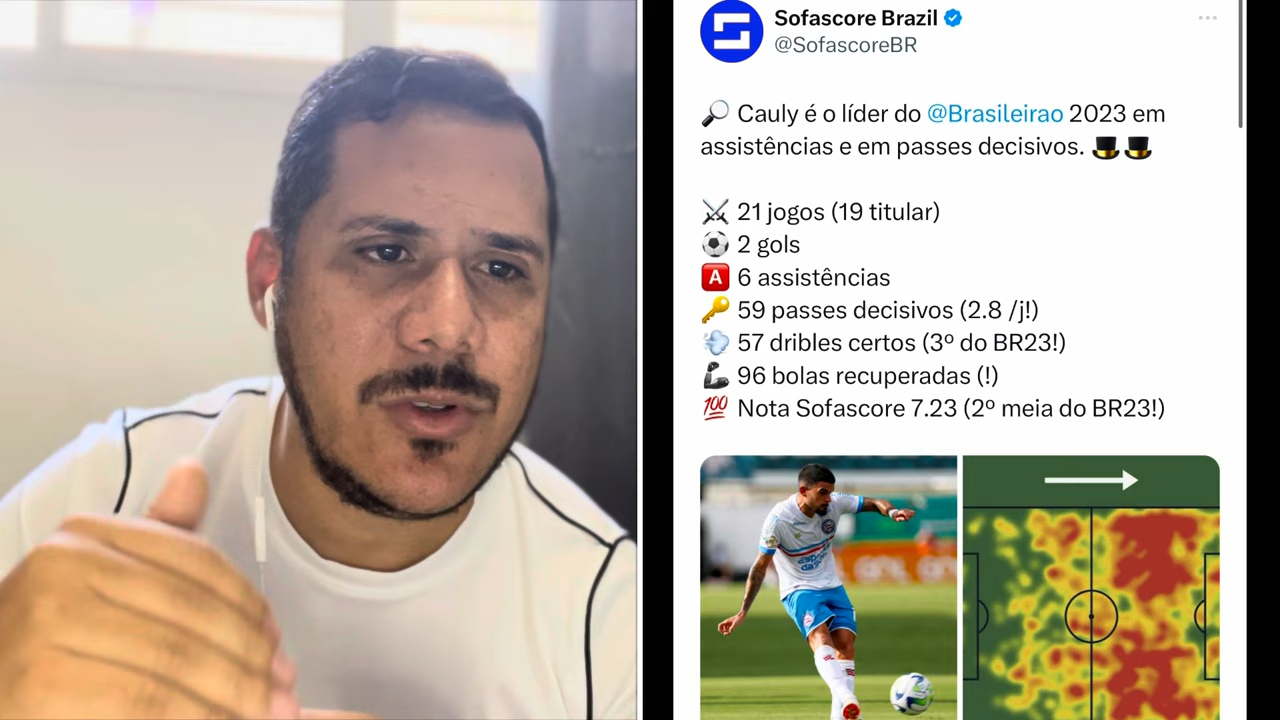 Sofascore Brazil
@SofascoreBR
🔎 Cauly é o líder do @Brasileirao 2023 em
assistências e em passes decisivos. 🎩🎩
⚔️ 21 jogos (19 titular)
⚽ 2 gols
🅰️ 6 assistências
🔑 59 passes decisivos (2.8 /j!)
💨 57 dribles certos (3º do BR23!)
💪🏿 96 bolas recuperadas (!)
💯 Nota Sofascore 7.23 (2º meia do BR23!)